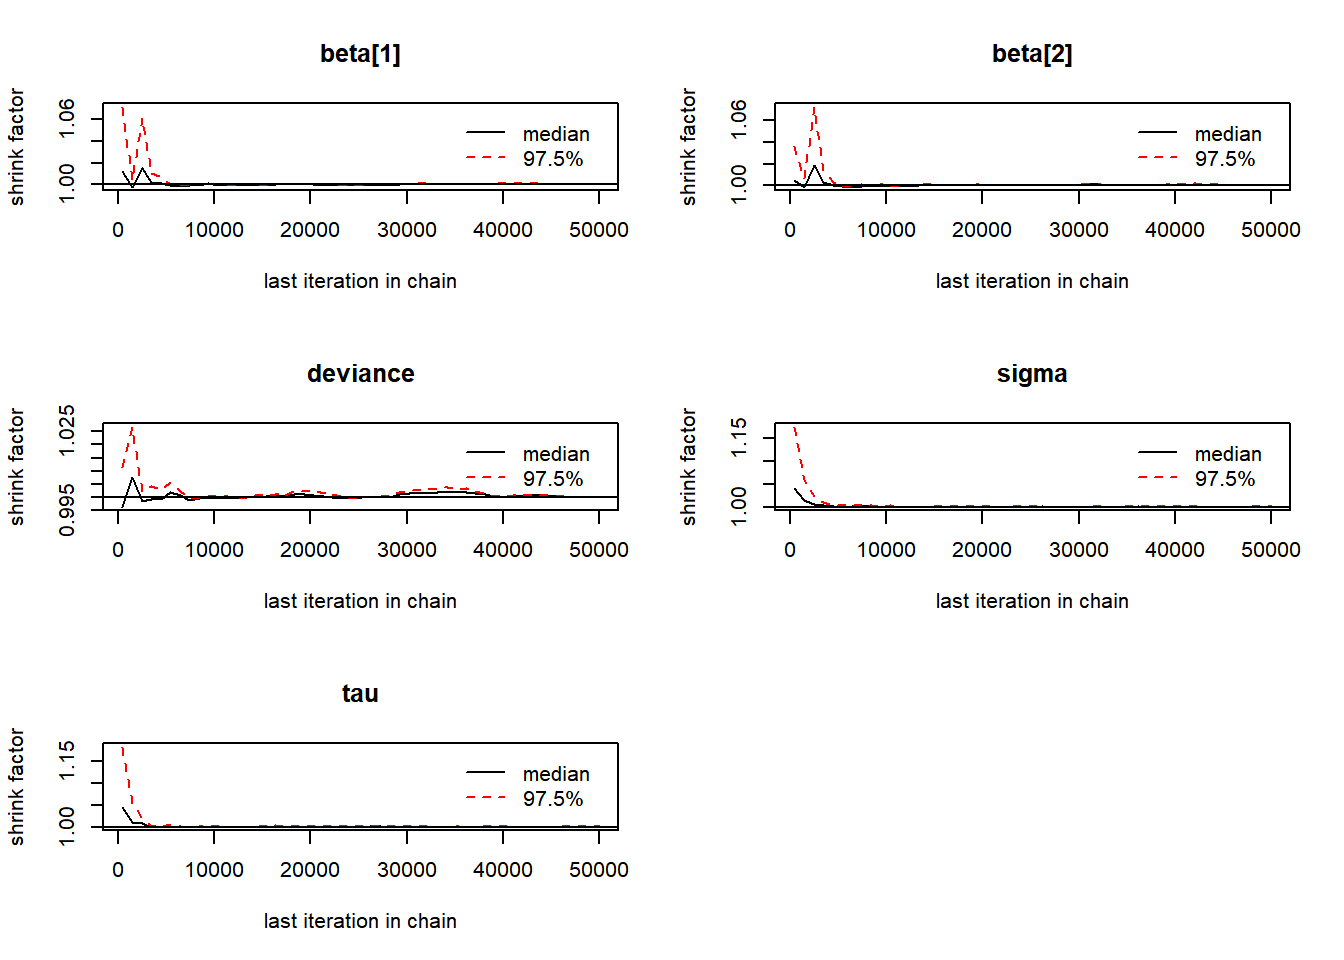 beta[1]
shrink factor
1.06
1.00
median
97.5%
0 10000 20000 30000 40000 50000
last iteration in chain
beta[2]
shrink factor
1.06
1.00
median
97.5%
0 10000 20000 30000 40000 50000
last iteration in chain
deviance
shrink factor
1.025
0.995
median
97.5%
0 10000 20000 30000 40000 50000
last iteration in chain
sigma
shrink factor
1.15
1.00
median
97.5%
0 10000 20000 30000 40000 50000
last iteration in chain
tau
shrink factor
1.15
1.00
median
97.5%
0 10000 20000 30000 40000 50000
last iteration in chain